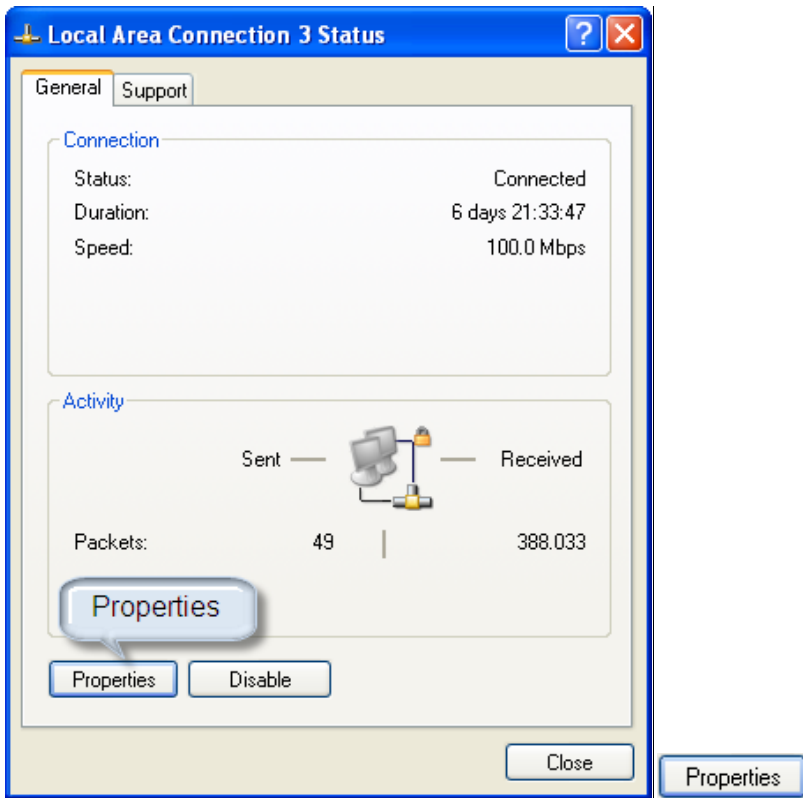 Local Area Connection 3 Status
General Support
Connection
Status: Connected
Duration: 6 days 21:33:47
Speed: 100.0 Mbps
Activity
Sent Received
Packets: 49 388.033
Properties
Properties Disable
Close
Properties